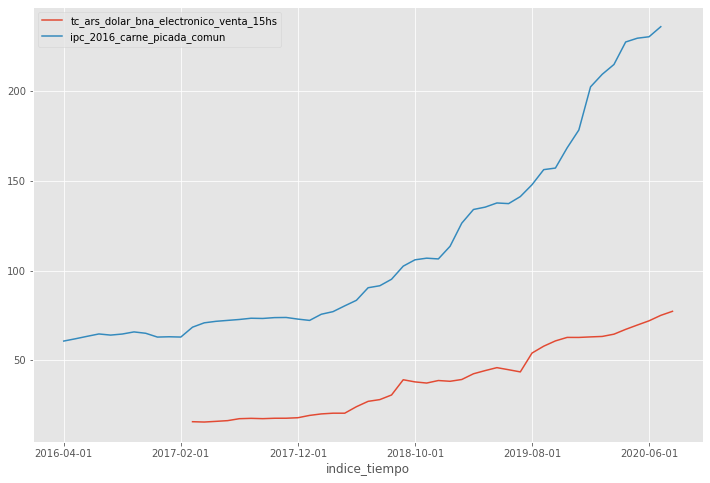 tc_ars_dolar_bna_electronico_venta_15hs
ipc_2016_carne_picada_comun
200
150
100
50
2016-04-01 2017-02-01 2017-12-01 2018-10-01 2019-08-01 2020-06-01
indice_tiempo